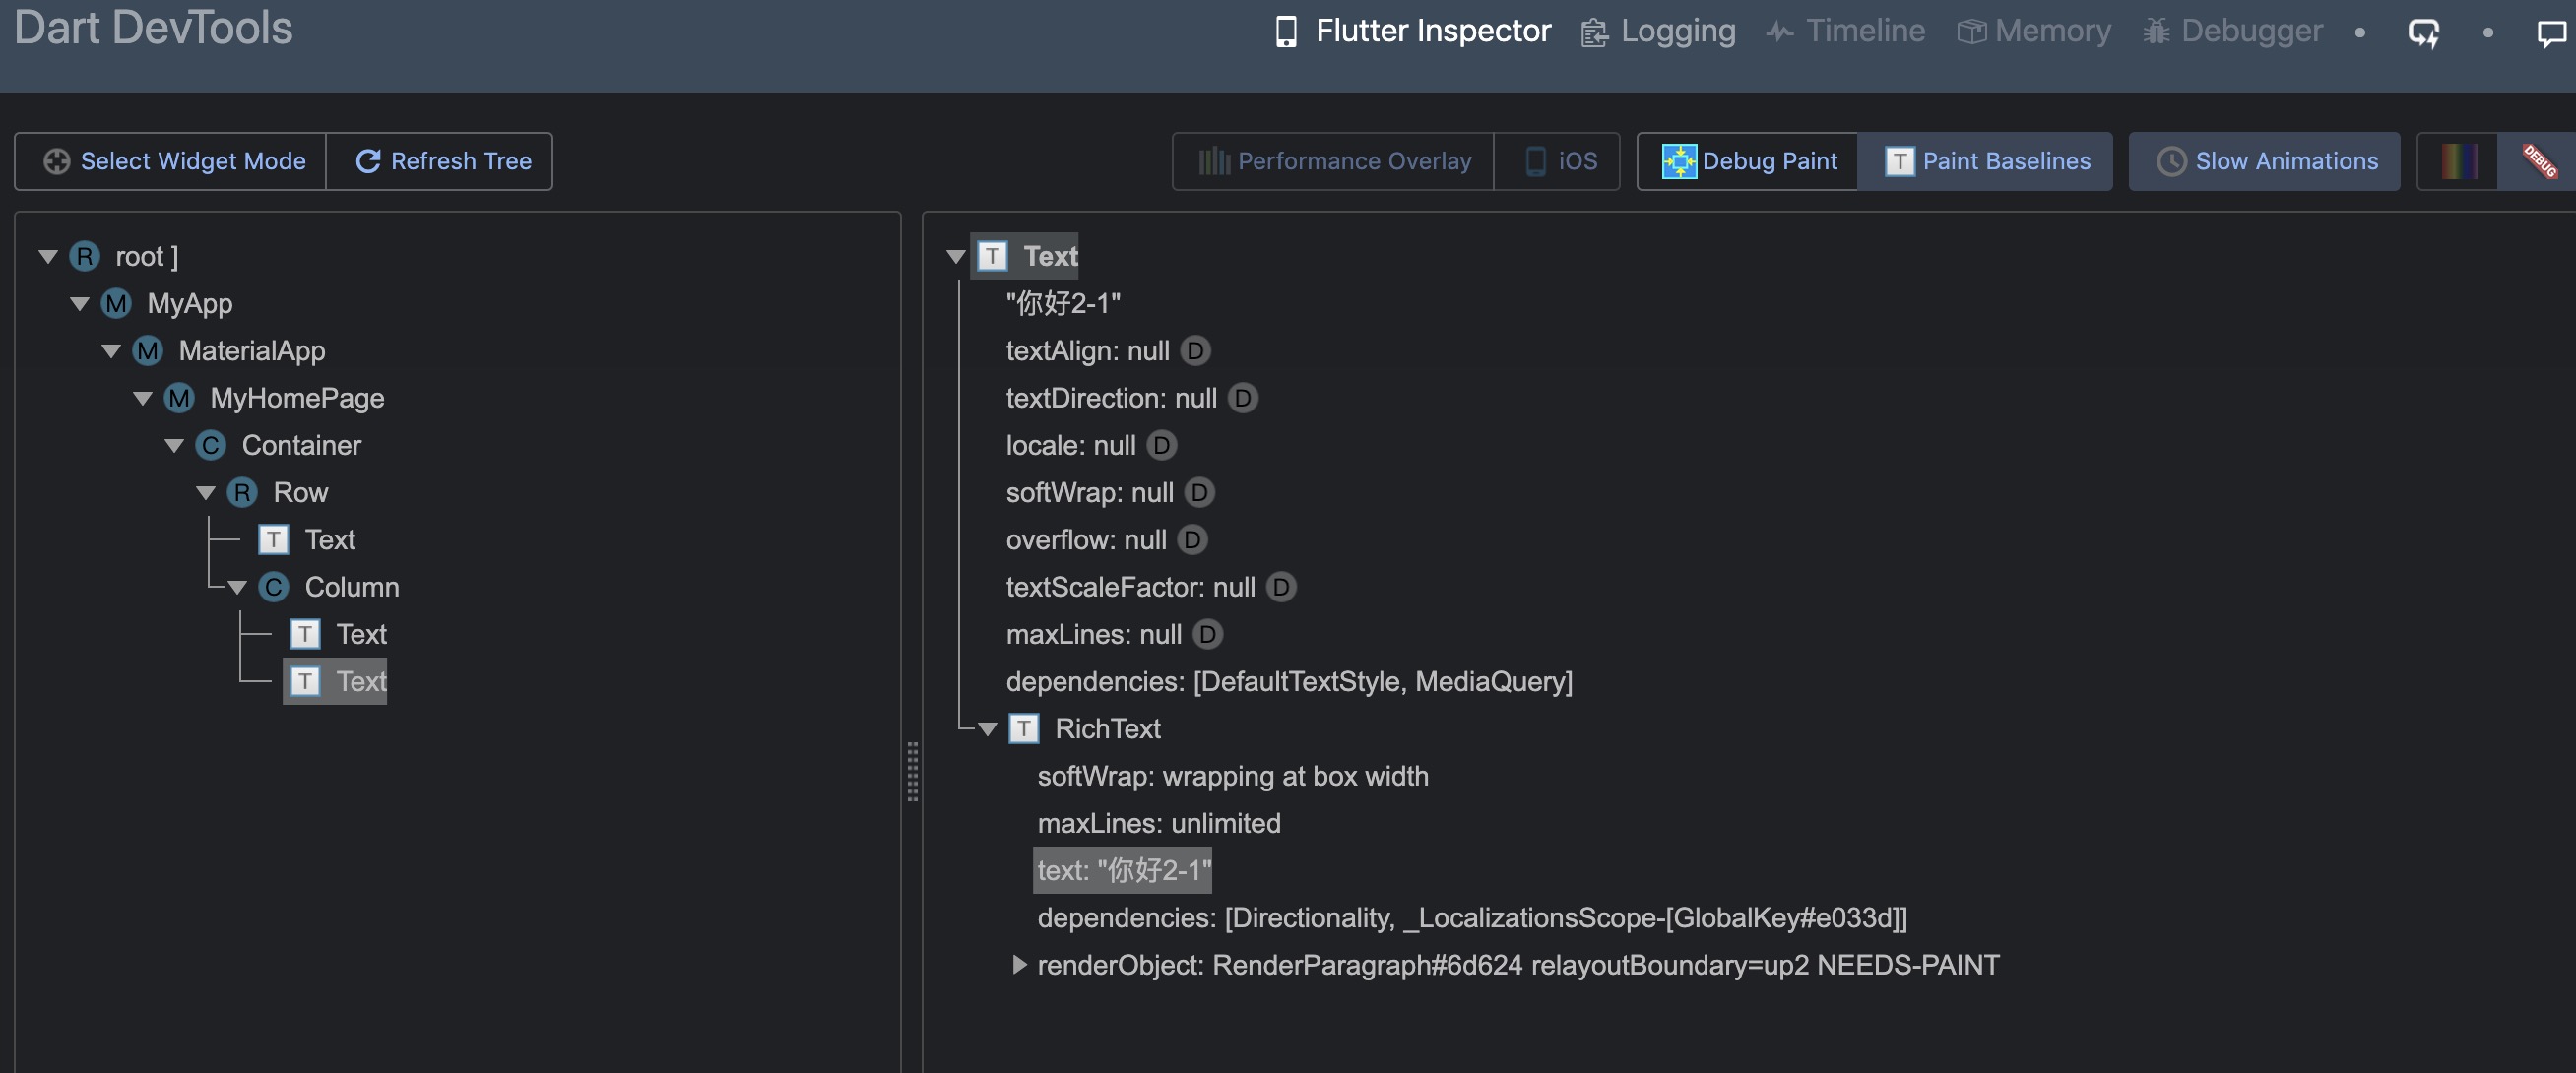 Dart DevTools
Flutter Inspector Logging Timeline Memory Debugger
Select Widget Mode Refresh Tree Performance Overlay iOS Debug Paint T Paint Baselines Slow Animations DEBUG
R root ]
M MyApp
M MaterialApp
M MyHomePage
C Container
R Row
T Text
C Column
T Text
T Text
T Text
"你好2-1"
textAlign: null D
textDirection: null D
locale: null D
softWrap: null D
overflow: null D
textScaleFactor: null D
maxLines: null D
dependencies: [DefaultTextStyle, MediaQuery]
T RichText
softWrap: wrapping at box width
maxLines: unlimited
text: "你好2-1"
dependencies: [Directionality, _LocalizationsScope-[GlobalKey#e033d]]
renderObject: RenderParagraph#6d624 relayoutBoundary=up2 NEEDS-PAINT